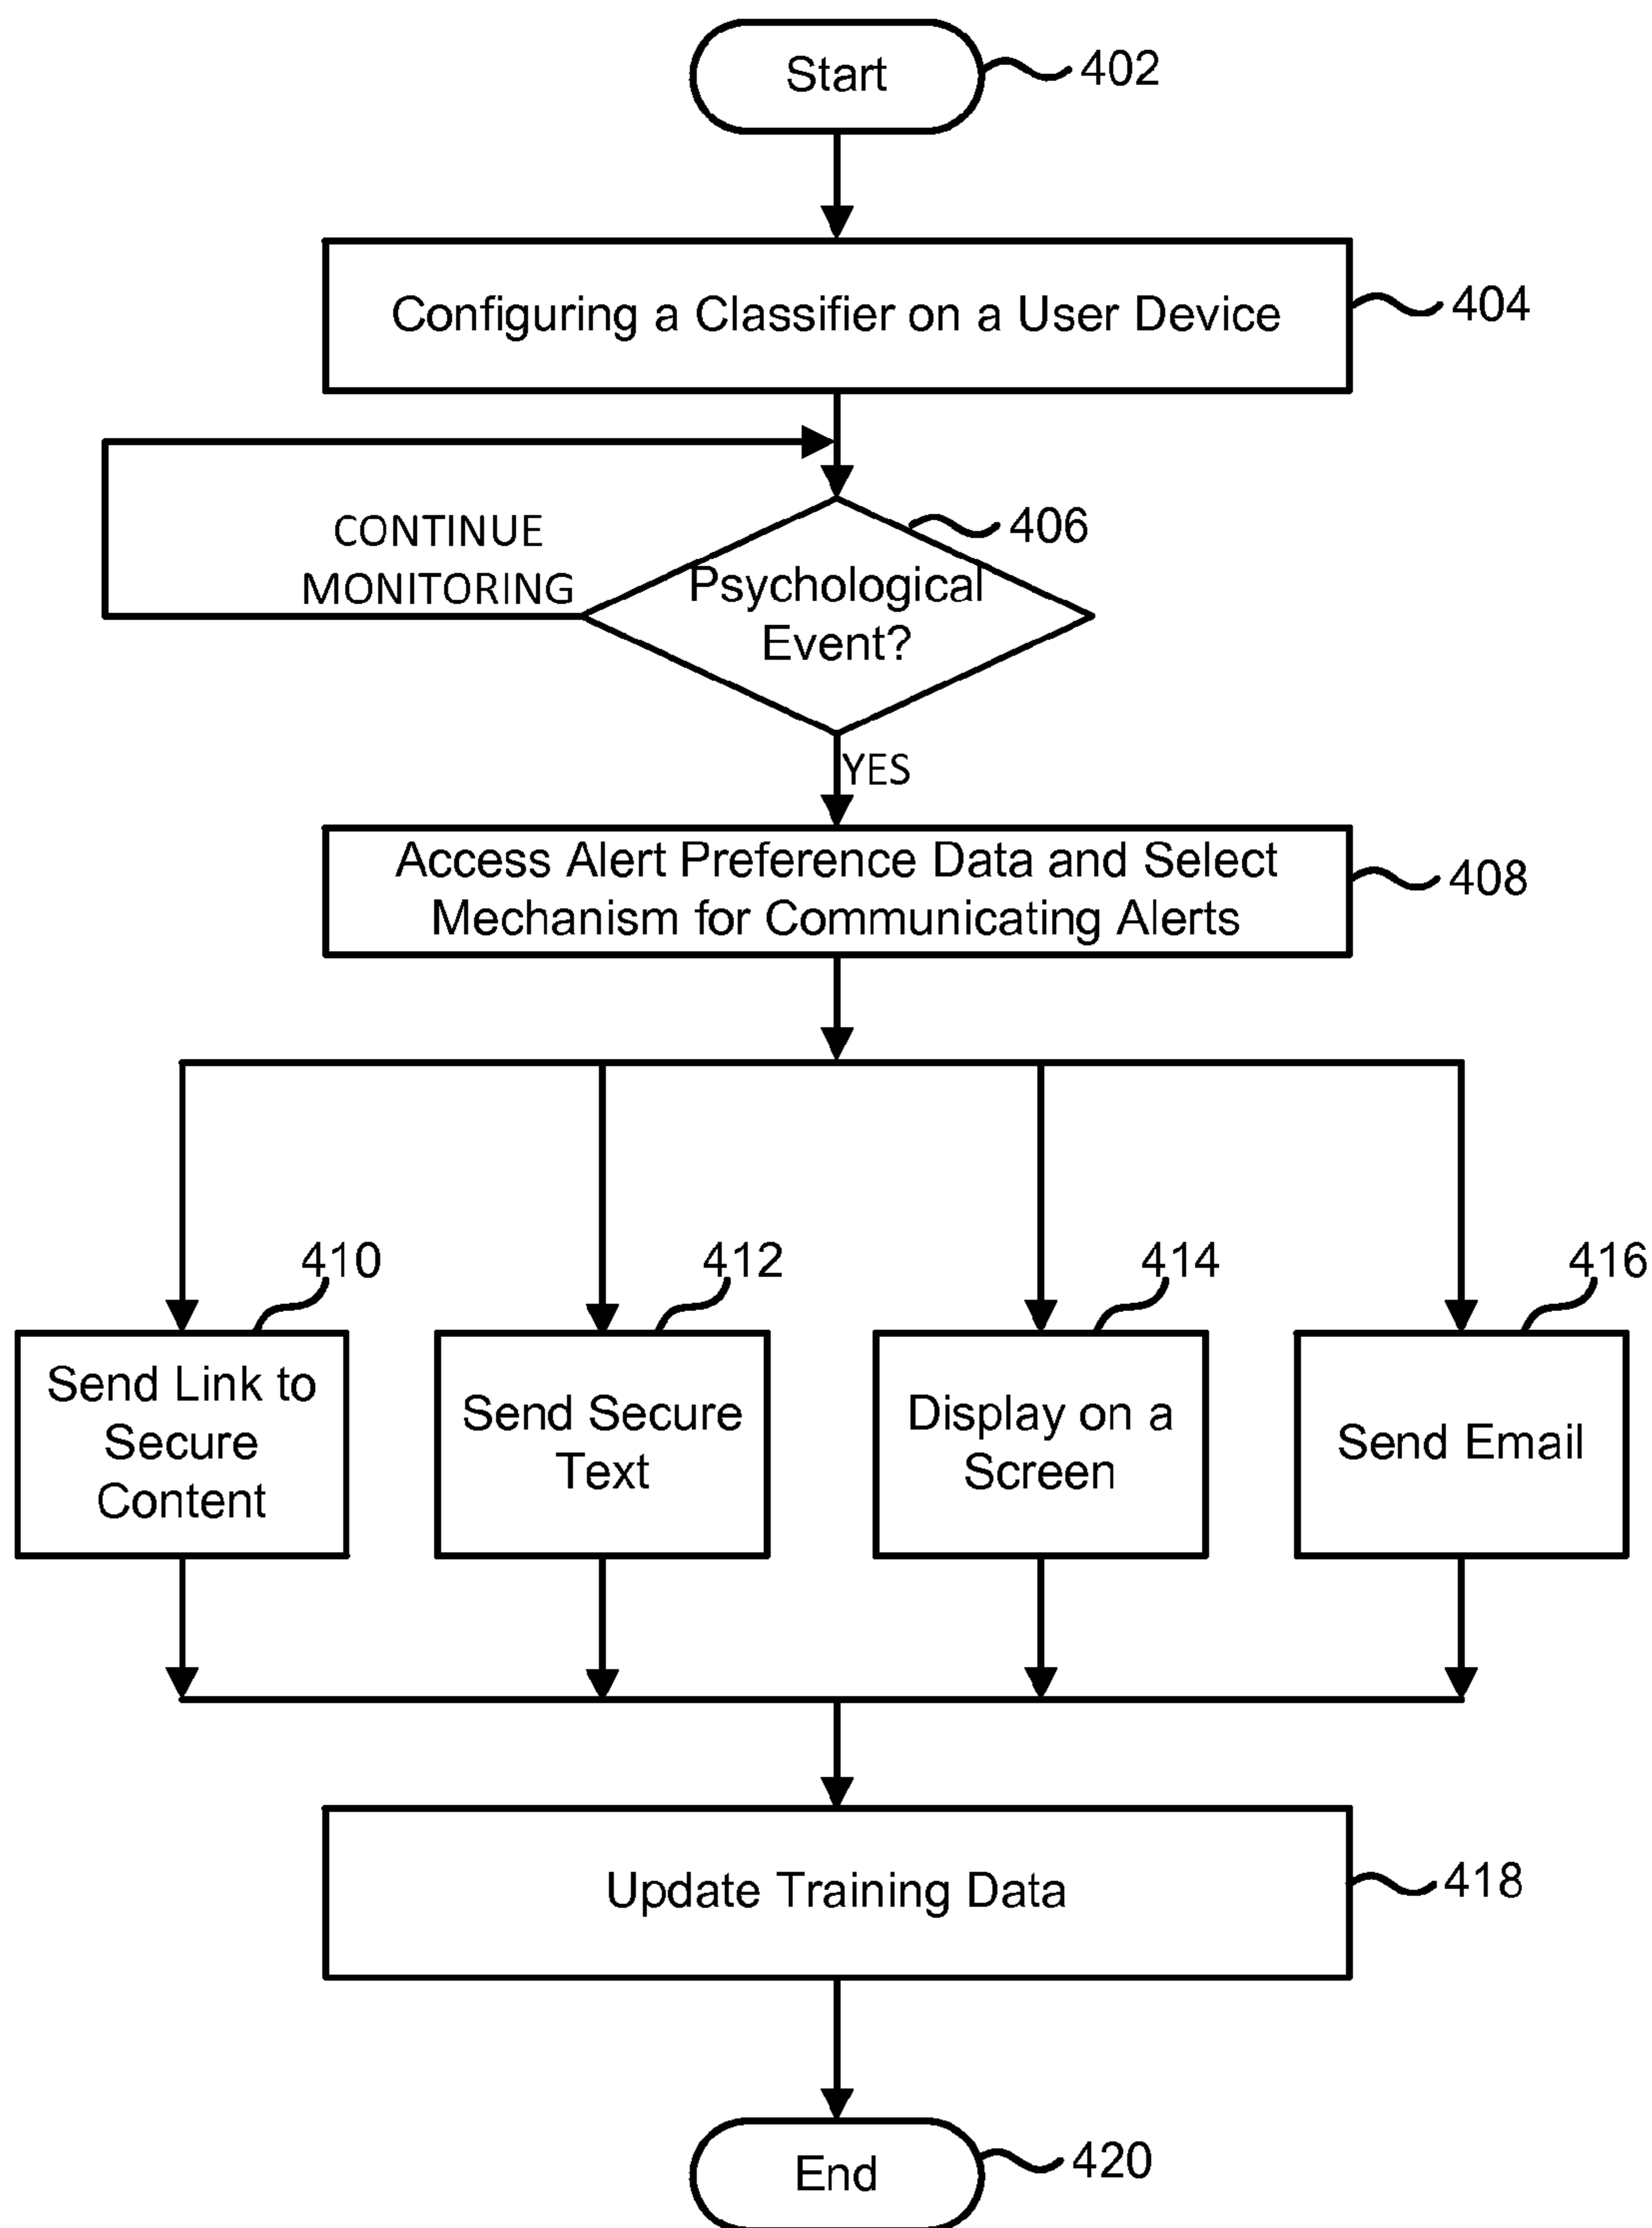 Start
402
Configuring a Classifier on a User Device
404
CONTINUE
MONITORING
406
Psychological
Event?
YES
Access Alert Preference Data and Select
Mechanism for Communicating Alerts
408
410
412
414
416
Send Link to
Secure
Content
Send Secure
Text
Display on a
Screen
Send Email
Update Training Data
418
End
420